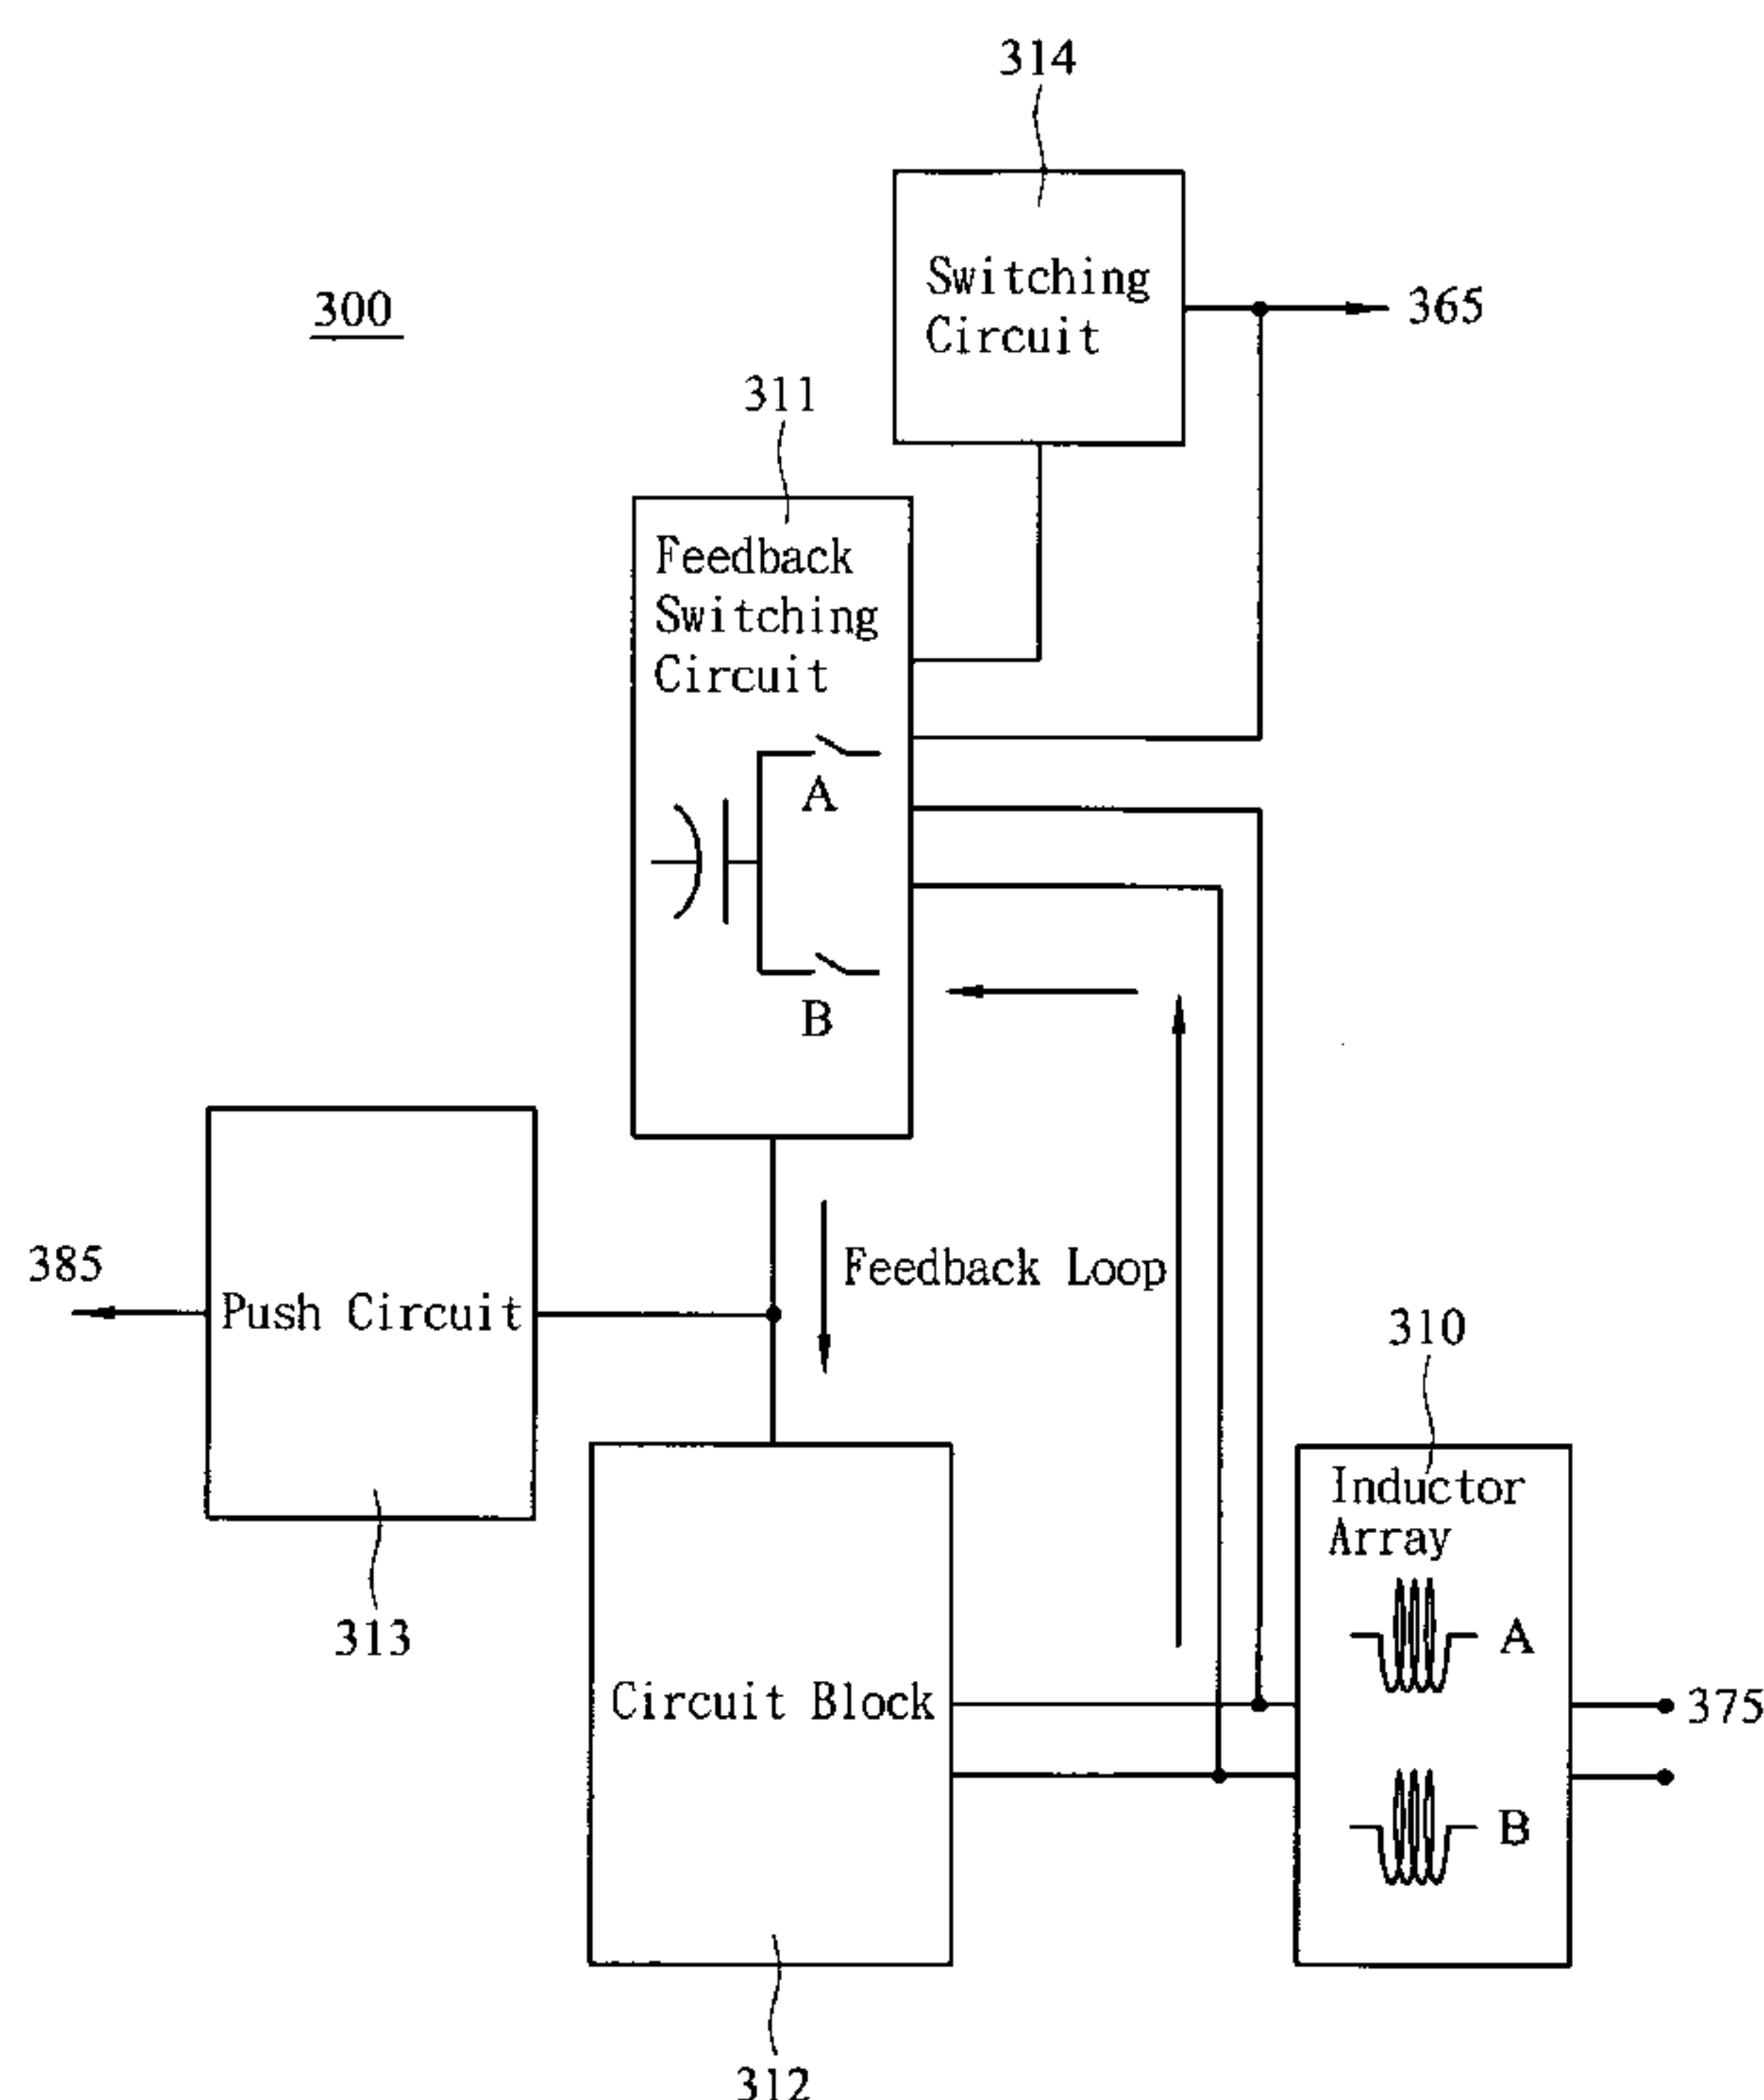 314
300
Switching
Circuit
365
311
Feedback
Switching
Circuit
A
B
385
Push Circuit
Feedback Loop
310
Inductor
Array
A
313
Circuit Block
375
B
312